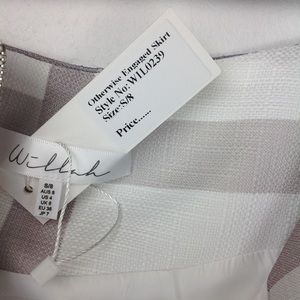 Otherwise Engaged Skirt
Style No: WIL0239
Size:S/8
Price......
Willah
S/8
AUS 8
US 4
UK 8
EU 36
JP 7